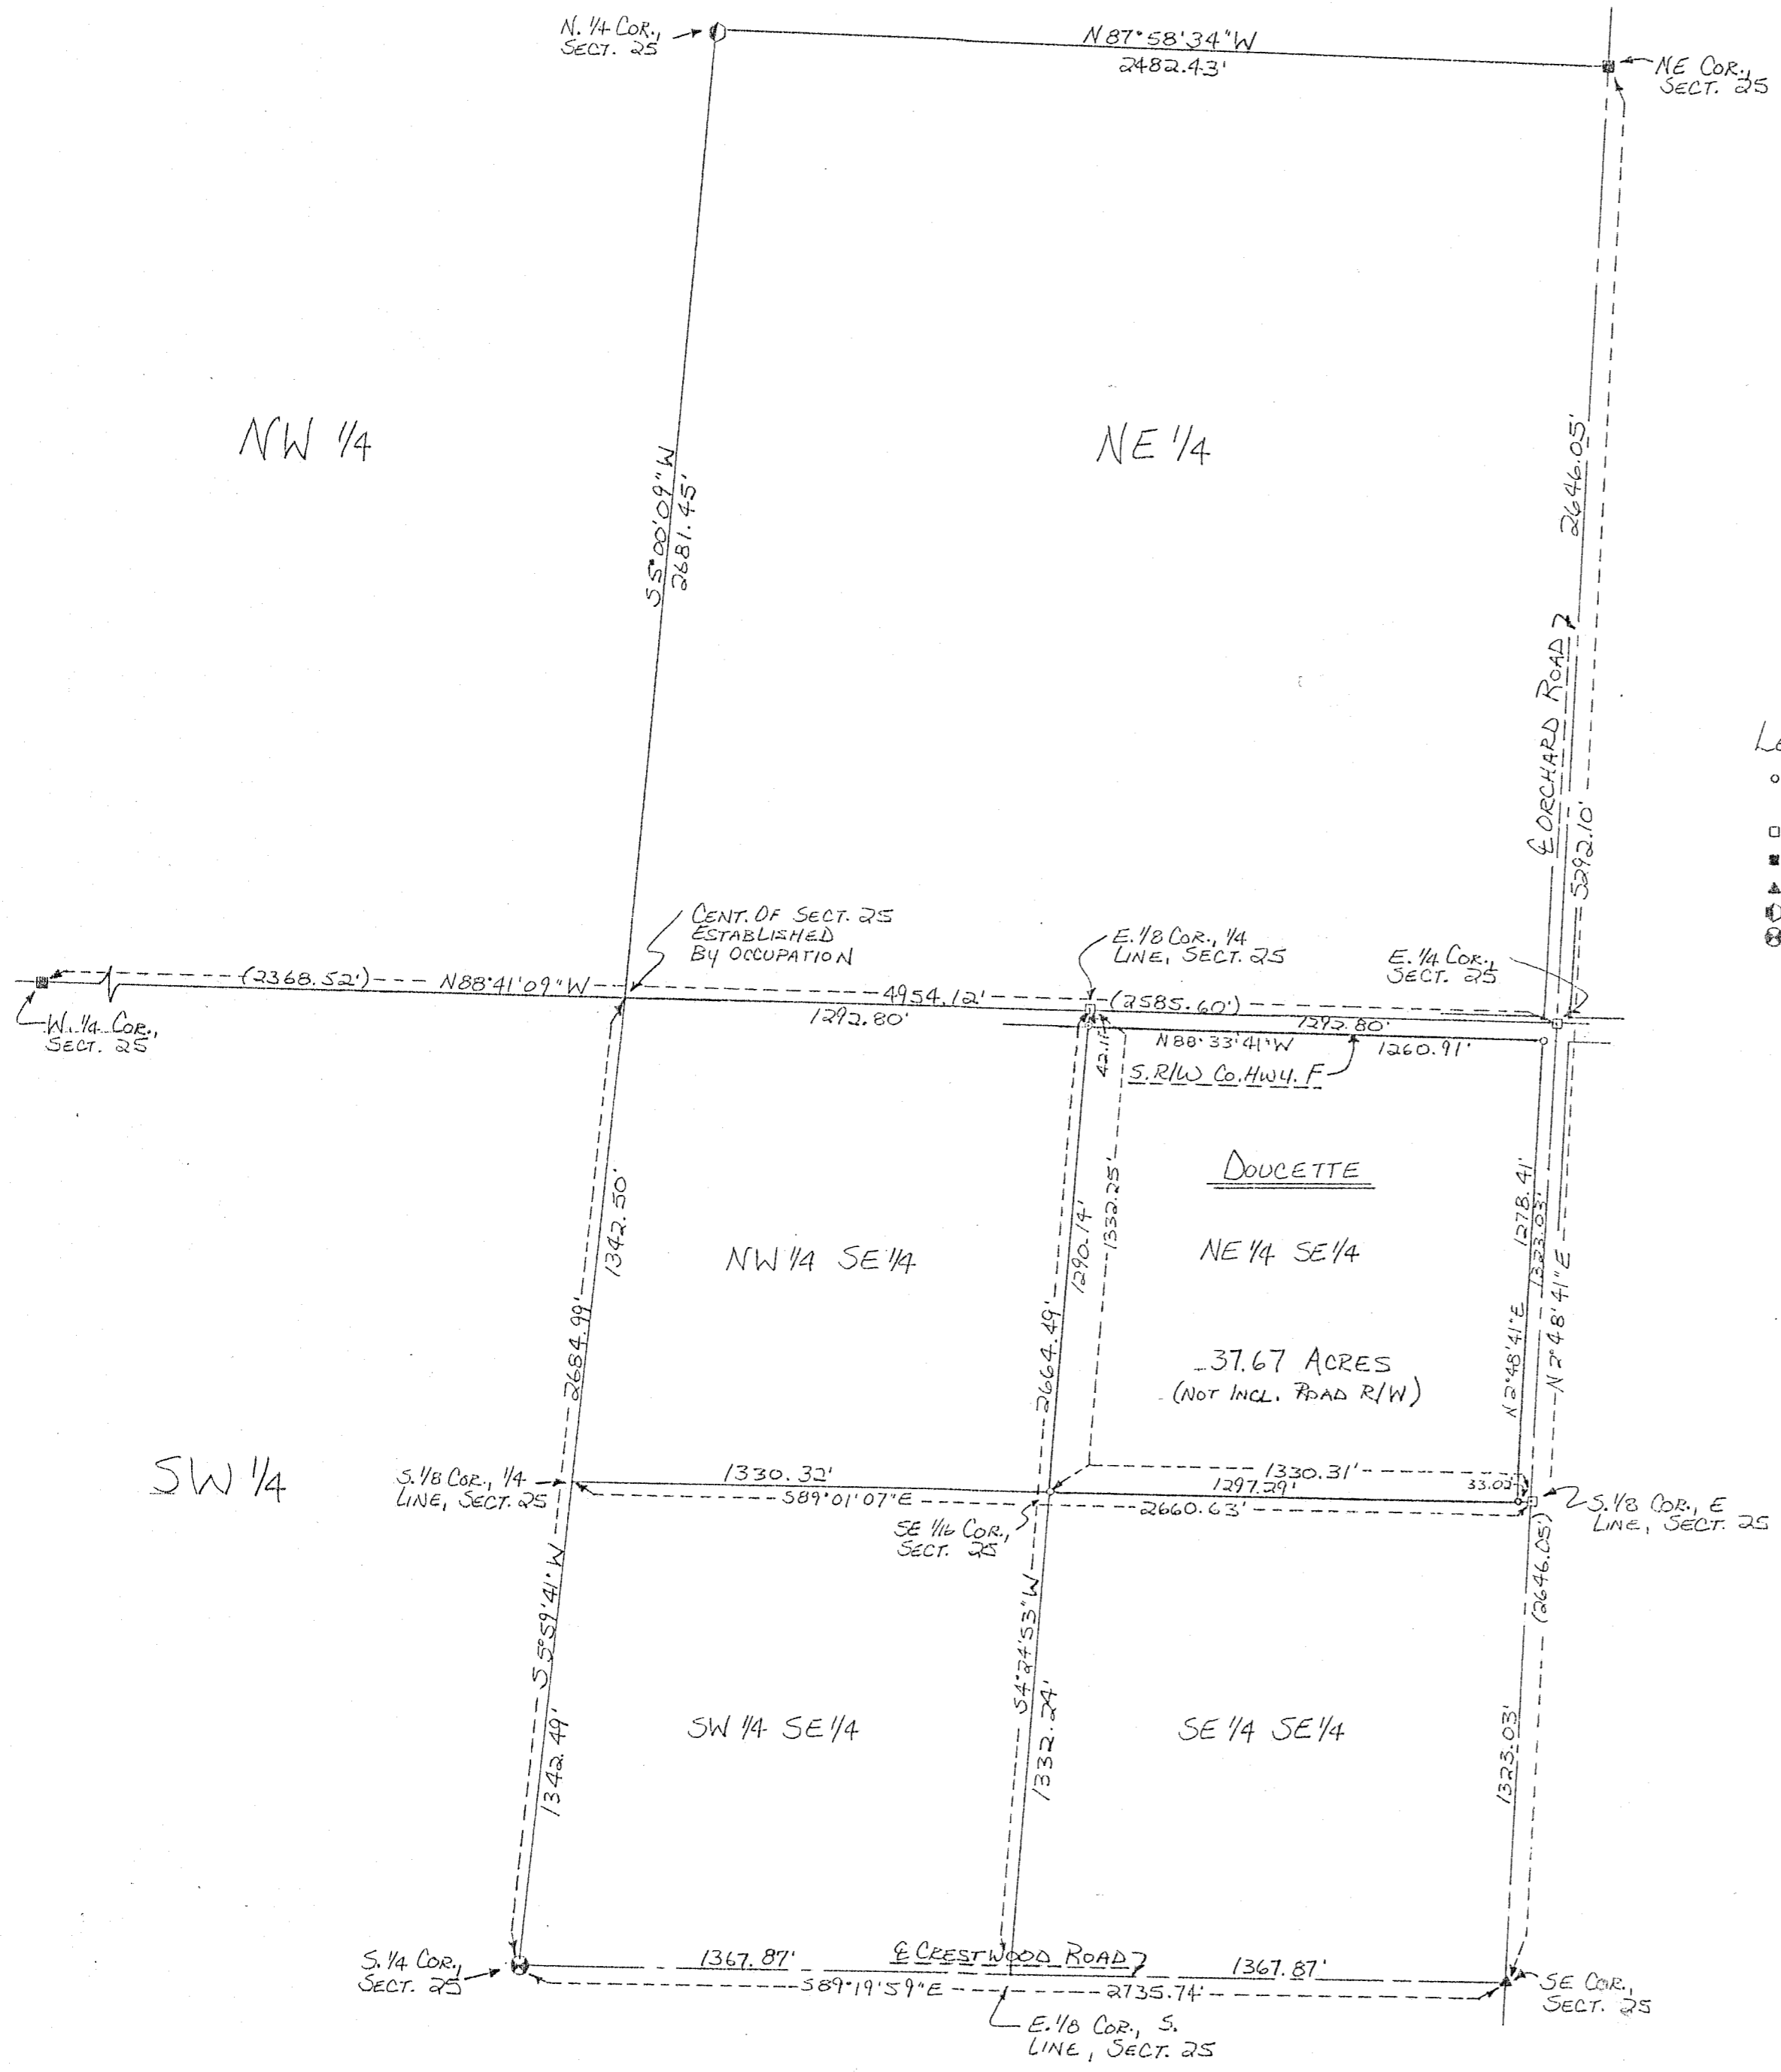 N. 1/4 COR.,
SECT. 25
N87°58'34"W
2482.43'
NE COR.,
SECT. 25
NW 1/4
NE 1/4
S5°00'09"W
2681.45'
2646.05'
℄ ORCHARD ROAD
5292.10'
CENT. OF SECT. 25
ESTABLISHED
BY OCCUPATION
E. 1/8 COR., 1/4
LINE, SECT. 25
E. 1/4 COR.,
SECT. 25
(2368.52') N88°41'09"W 4954.12' (2585.60')
W. 1/4 COR.,
SECT. 25
1292.80'
1292.80'
N88°33'41"W 1260.91'
42.11'
S. R/W CO. HWY. F
DOUCETTE
1342.50'
2684.99'
NW 1/4 SE 1/4
1290.14'
1332.25'
2664.49'
NE 1/4 SE 1/4
37.67 ACRES
(NOT INCL. ROAD R/W)
1278.41'
1323.03'
N2°48'41"E
N2°48'41"E
SW 1/4
S. 1/8 COR., 1/4
LINE, SECT. 25
1330.32'
1330.31'
1297.29'
33.02'
S89°01'07"E 2660.63'
SE 1/16 COR.,
SECT. 25
S. 1/8 COR., E
LINE, SECT. 25
(2646.05')
S5°59'41"W
1342.49'
SW 1/4 SE 1/4
S4°24'53"W
1332.24'
SE 1/4 SE 1/4
1323.03'
S. 1/4 COR.,
SECT. 25
1367.87' ℄ CRESTWOOD ROAD 1367.87'
S89°19'59"E 2735.74'
SE COR.,
SECT. 25
E. 1/8 COR., S.
LINE, SECT. 25